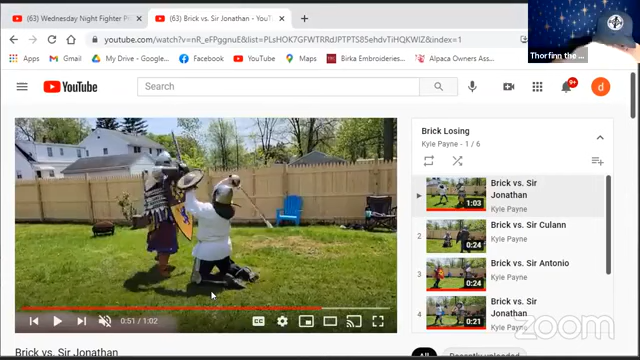 (63) Wednesday Night Fighter P
(63) Brick vs. Sir Jonathan - YouT
youtube.com/watch?v=nR_eFPggnuE&list=PLsHOK7GFWTRRdJPTPTS8SehdvTiHQKWIZ&index=1
Thorfinn the ...
Apps
Gmail
My Drive - Google...
Facebook
YouTube
Maps
Birka Embroideries...
Alpaca Owners Ass...
YouTube
Search
9+
d
Brick Losing
Kyle Payne - 1 / 6
Brick vs. Sir
Jonathan
Kyle Payne
1:03
2
Brick vs. Sir Culann
Kyle Payne
0:24
3
Brick vs. Sir Antonio
Kyle Payne
0:24
4
Brick vs. Sir
Jonathan
Kyle Payne
0:21
0:51 / 1:02
CC
Brick vs. Sir Jonathan
All
Recently uploaded
zoom